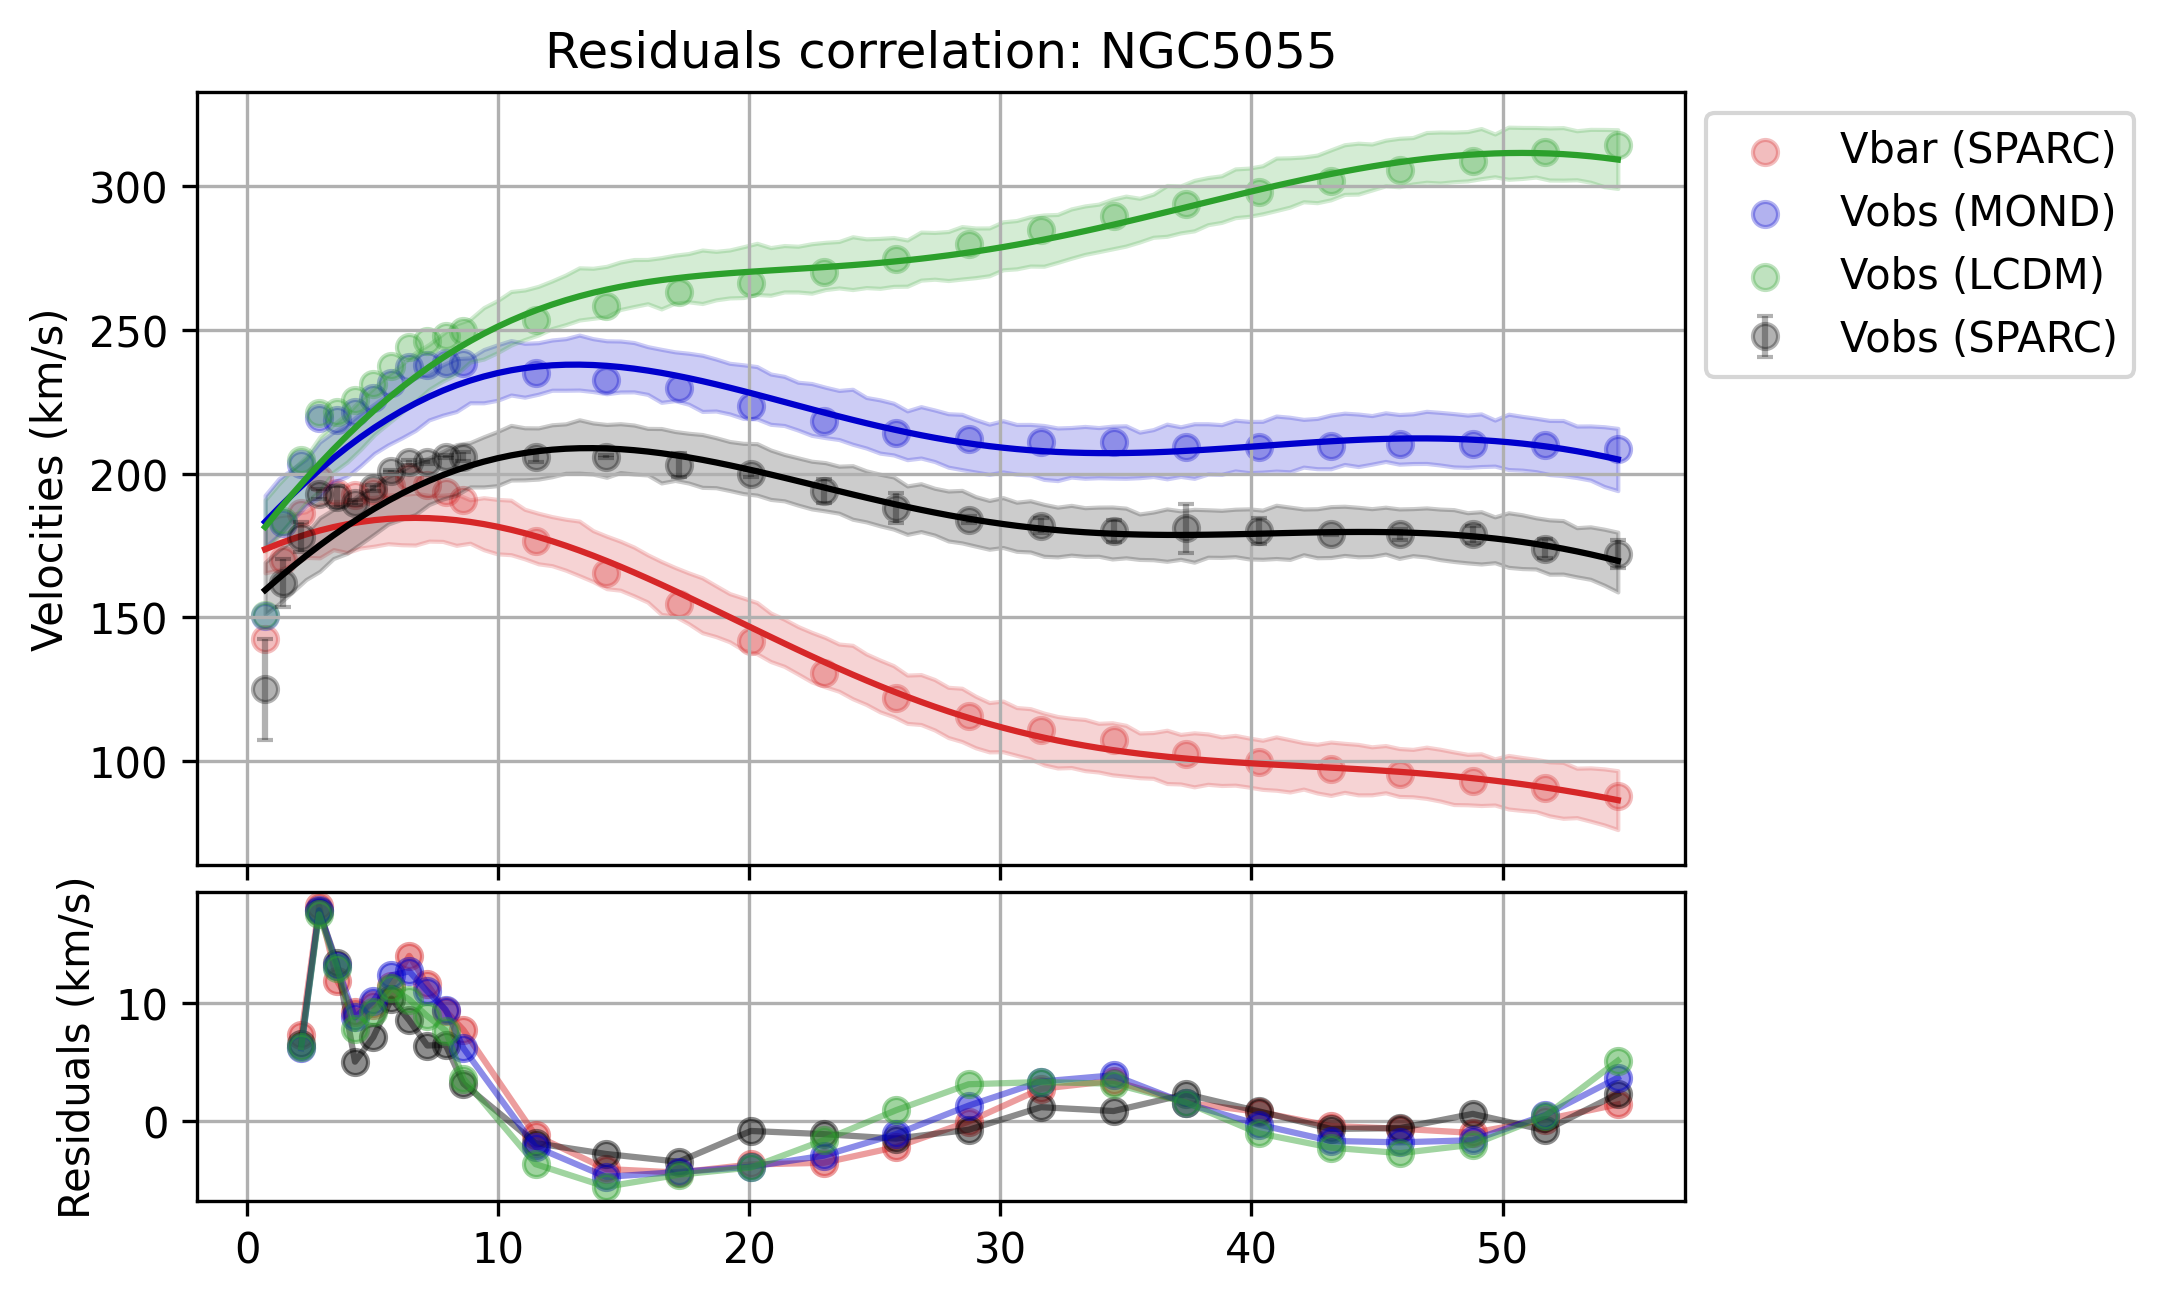 Residuals correlation: NGC5055
Velocities (km/s)
300
250
200
150
100
Vbar (SPARC)
Vobs (MOND)
Vobs (LCDM)
Vobs (SPARC)
Residuals (km/s)
10
0
0
10
20
30
40
50